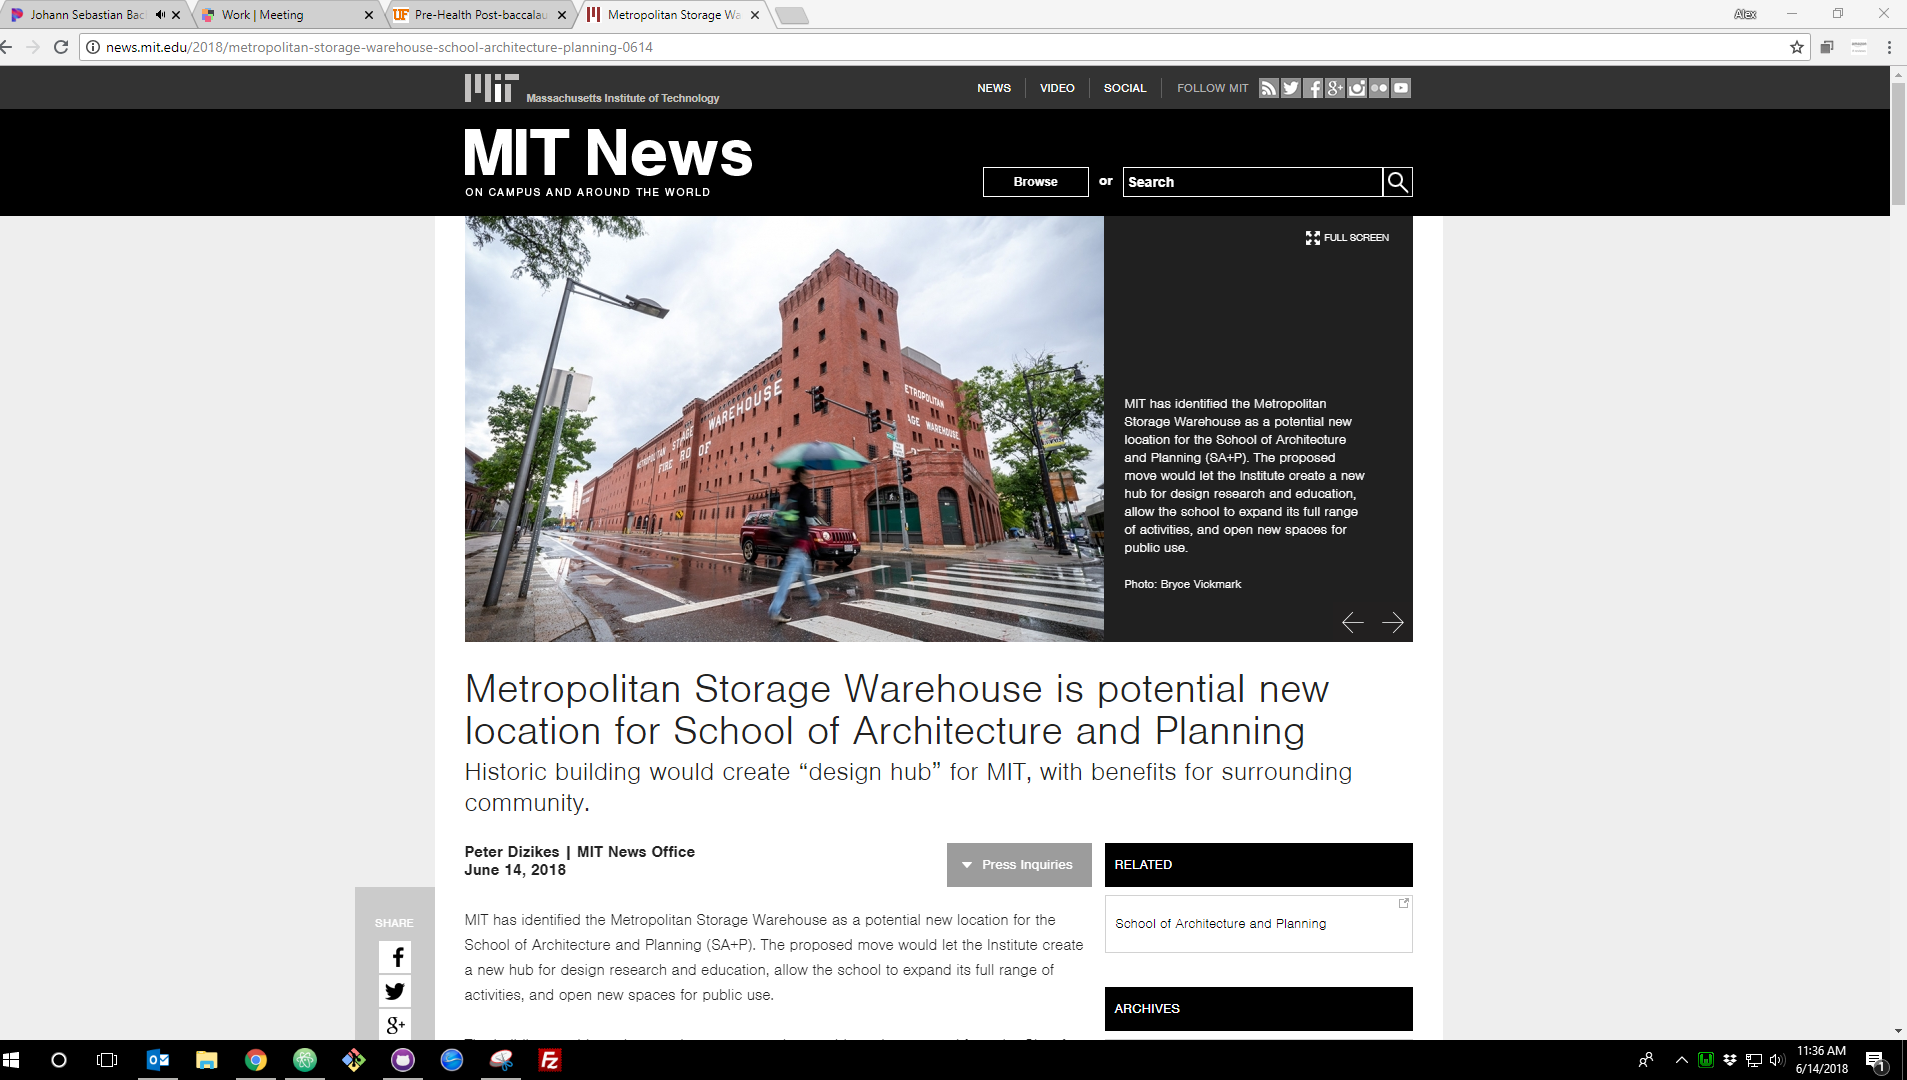 Johann Sebastian Bac
Work | Meeting
UF Pre-Health Post-baccalau
Metropolitan Storage Wa
Alex
news.mit.edu/2018/metropolitan-storage-warehouse-school-architecture-planning-0614
Massachusetts Institute of Technology
NEWS
VIDEO
SOCIAL
FOLLOW MIT
MIT News
ON CAMPUS AND AROUND THE WORLD
Browse
or
Search
FULL SCREEN
METROPOLITAN STORAGE WAREHOUSE
FIRE PROOF
ETROPOLITAN
AGE WAREHOUSE
MIT has identified the Metropolitan
Storage Warehouse as a potential new
location for the School of Architecture
and Planning (SA+P). The proposed
move would let the Institute create a new
hub for design research and education,
allow the school to expand its full range
of activities, and open new spaces for
public use.
Photo: Bryce Vickmark
Metropolitan Storage Warehouse is potential new
location for School of Architecture and Planning
Historic building would create “design hub” for MIT, with benefits for surrounding
community.
Peter Dizikes | MIT News Office
June 14, 2018
Press Inquiries
RELATED
School of Architecture and Planning
SHARE
MIT has identified the Metropolitan Storage Warehouse as a potential new location for the
School of Architecture and Planning (SA+P). The proposed move would let the Institute create
a new hub for design research and education, allow the school to expand its full range of
activities, and open new spaces for public use.
ARCHIVES
11:36 AM
6/14/2018
1